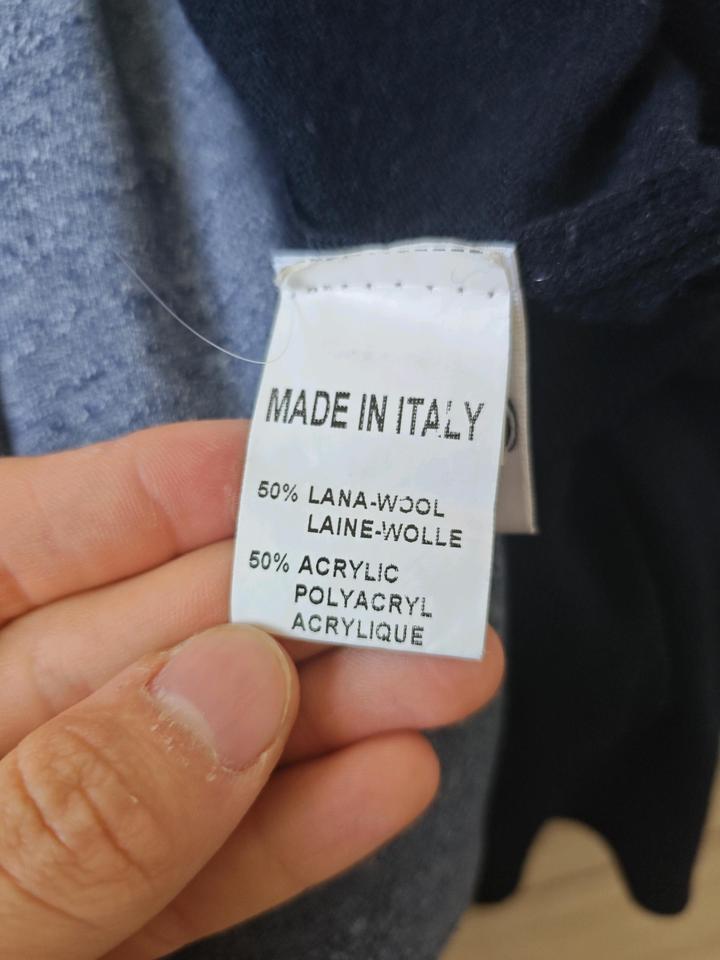 MADE IN ITALY
50% LANA-WOOL
LAINE-WOLLE
50% ACRYLIC
POLYACRYL
ACRYLIQUE